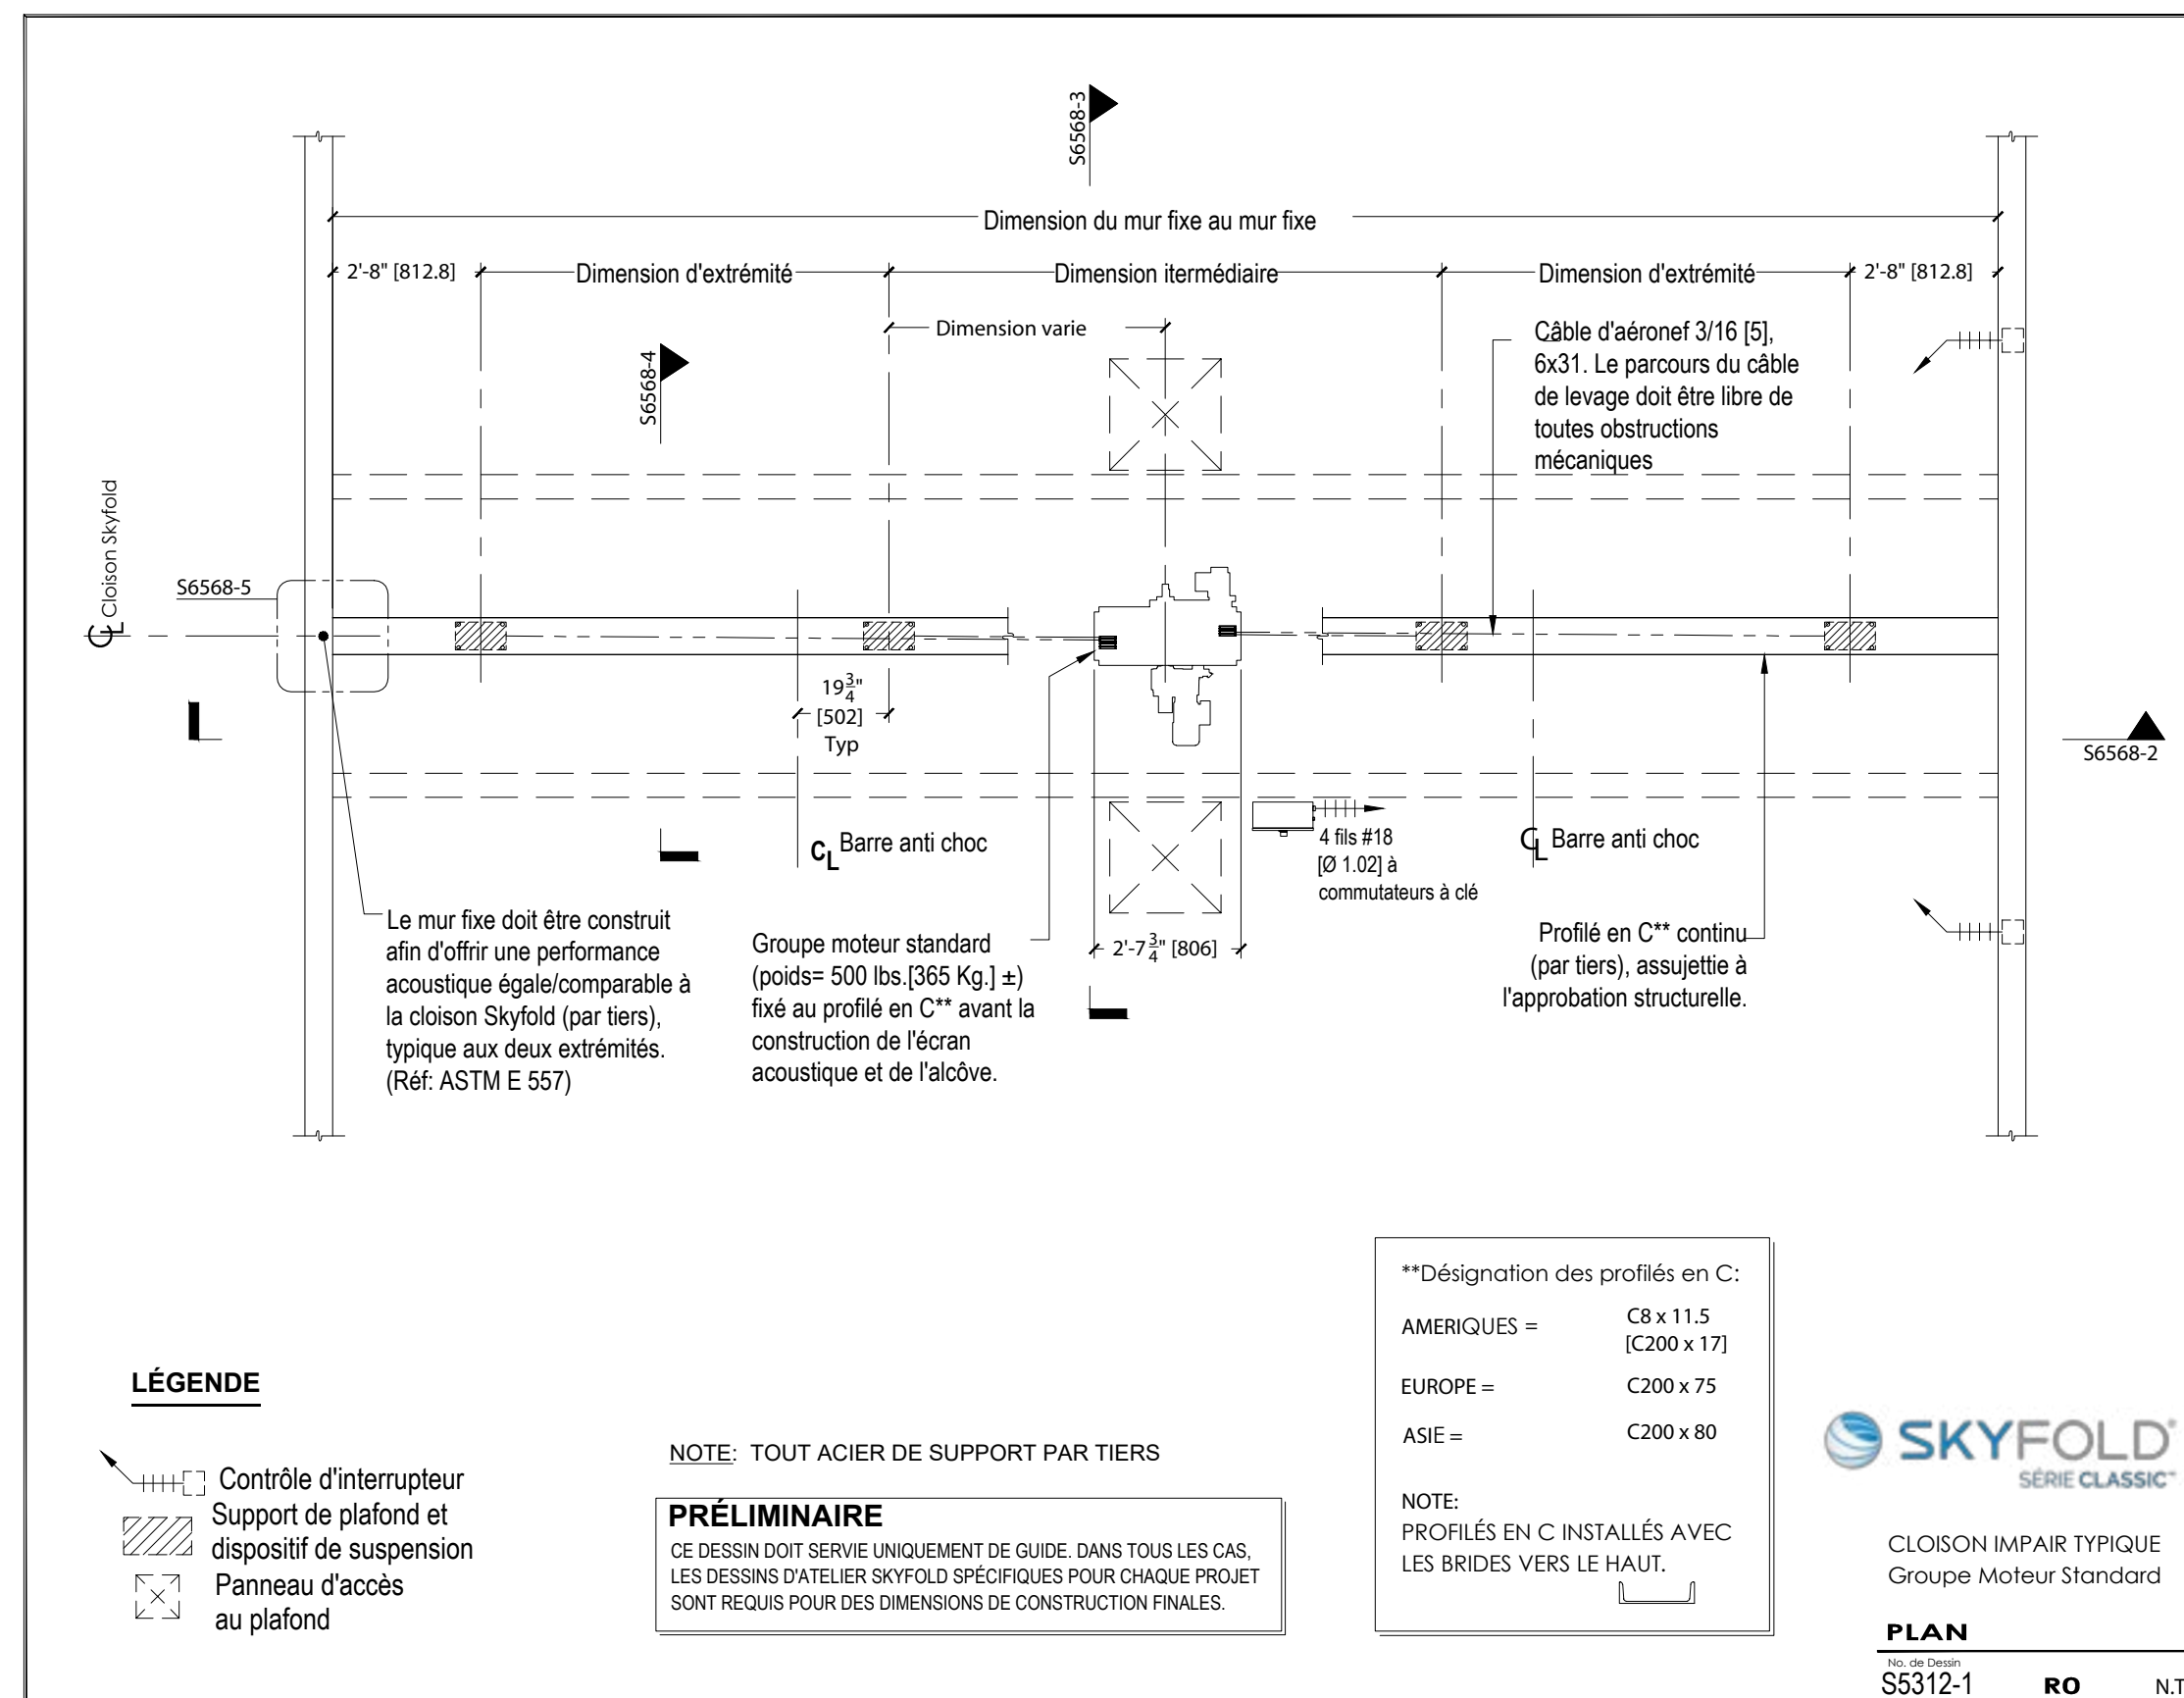 S6568-3
Dimension du mur fixe au mur fixe
2'-8" [812.8]
Dimension d'extrémité
Dimension itermédiaire
Dimension d'extrémité
2'-8" [812.8]
Dimension varie
S6568-4
Câble d'aéronef 3/16 [5],
6x31. Le parcours du câble
de levage doit être libre de
toutes obstructions
mécaniques
CL Cloison Skyfold
S6568-5
19 3/4"
[502]
Typ
S6568-2
CL Barre anti choc
4 fils #18
[Ø 1.02] à
commutateurs à clé
CL Barre anti choc
Le mur fixe doit être construit
afin d'offrir une performance
acoustique égale/comparable à
la cloison Skyfold (par tiers),
typique aux deux extrémités.
(Réf: ASTM E 557)
Groupe moteur standard
(poids= 500 lbs.[365 Kg.] ±)
fixé au profilé en C** avant la
construction de l'écran
acoustique et de l'alcôve.
2'-7 3/4" [806]
Profilé en C** continu
(par tiers), assujettie à
l'approbation structurelle.
**Désignation des profilés en C:
AMERIQUES = C8 x 11.5
[C200 x 17]
EUROPE = C200 x 75
ASIE = C200 x 80
NOTE:
PROFILÉS EN C INSTALLÉS AVEC
LES BRIDES VERS LE HAUT.
LÉGENDE
Contrôle d'interrupteur
Support de plafond et
dispositif de suspension
Panneau d'accès
au plafond
NOTE: TOUT ACIER DE SUPPORT PAR TIERS
PRÉLIMINAIRE
CE DESSIN DOIT SERVIE UNIQUEMENT DE GUIDE. DANS TOUS LES CAS,
LES DESSINS D'ATELIER SKYFOLD SPÉCIFIQUES POUR CHAQUE PROJET
SONT REQUIS POUR DES DIMENSIONS DE CONSTRUCTION FINALES.
SKYFOLD®
SÉRIE CLASSIC™
CLOISON IMPAIR TYPIQUE
Groupe Moteur Standard
PLAN
No. de Dessin
S5312-1 RO N.T